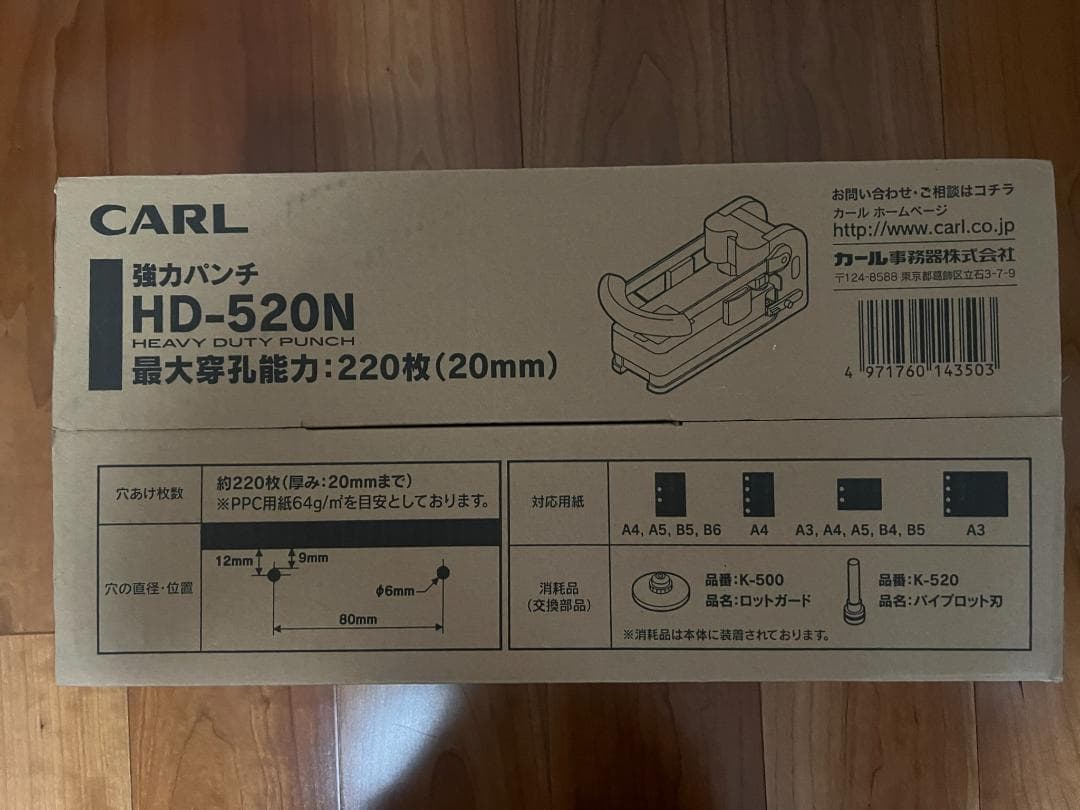 CARL
強力パンチ
HD-520N
HEAVY DUTY PUNCH
最大穿孔能力:220枚(20mm)
お問い合わせ・ご相談はコチラ
カール ホームページ
http://www.carl.co.jp
カール事務器株式会社
〒124-8588 東京都葛飾区立石3-7-9
4 971760 143503
穴あけ枚数
約220枚(厚み:20mmまで)
※PPC用紙64g/㎡を目安としております。
穴の直径・位置
12mm
9mm
φ6mm
80mm
対応用紙
A4, A5, B5, B6
A4
A3, A4, A5, B4, B5
A3
消耗品
(交換部品)
品番:K-500
品名:ロットガード
品番:K-520
品名:パイプロット刃
※消耗品は本体に装着されております。